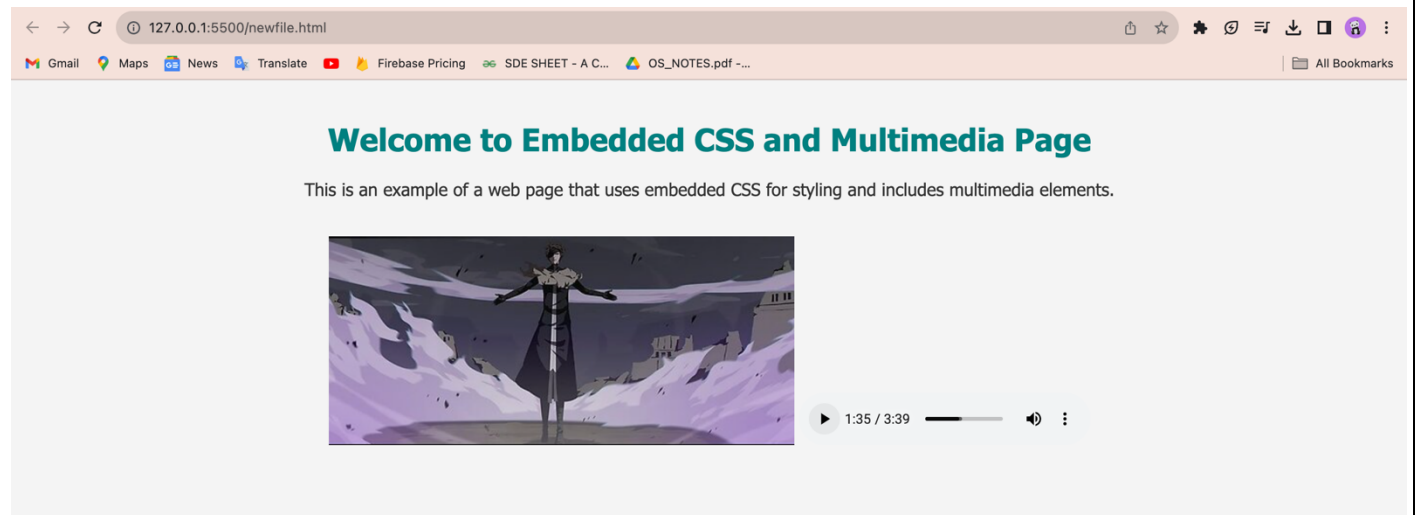 127.0.0.1:5500/newfile.html
Gmail Maps News Translate Firebase Pricing SDE SHEET - A C... OS_NOTES.pdf -... All Bookmarks
Welcome to Embedded CSS and Multimedia Page
This is an example of a web page that uses embedded CSS for styling and includes multimedia elements.
1:35 / 3:39